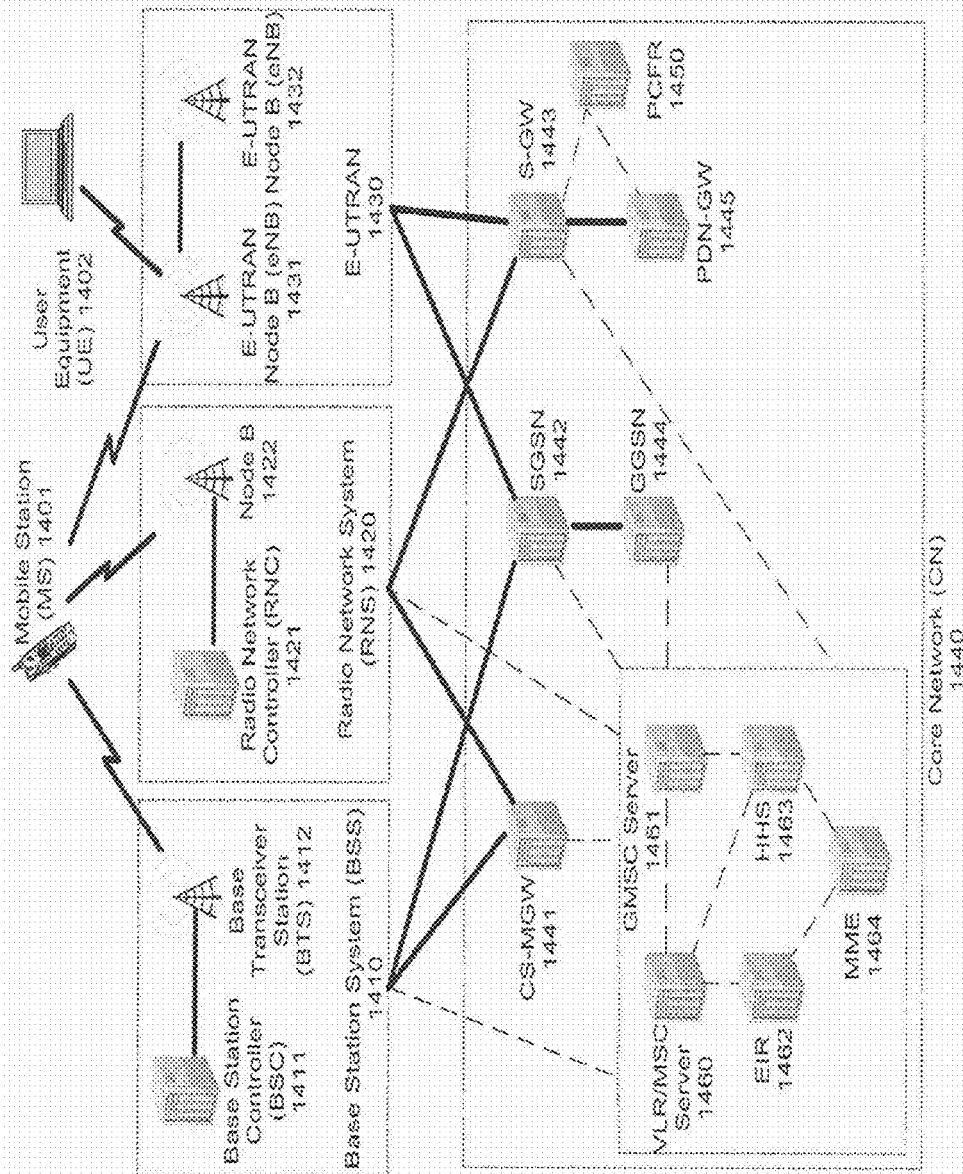 Mobile Station
(MS) 1401
User
Equipment
(UE) 1402
Base Station
Controller
(BSC)
1411
Base
Transceiver
Station
(BTS) 1412
Base Station System (BSS)
1410
Radio Network
Controller (RNC)
1421
Node B
1422
Radio Network System
(RNS) 1420
E-UTRAN
Node B (eNB)
1431
E-UTRAN
Node B (eNB)
1432
E-UTRAN
1430
CS-MGW
1441
SGSN
1442
GGSN
1444
S-GW
1443
PDN-GW
1445
PCFR
1450
VLR/MSC
Server
1460
GMSC Server
1461
EIR
1462
HHS
1463
MME
1464
Core Network (CN)
1440